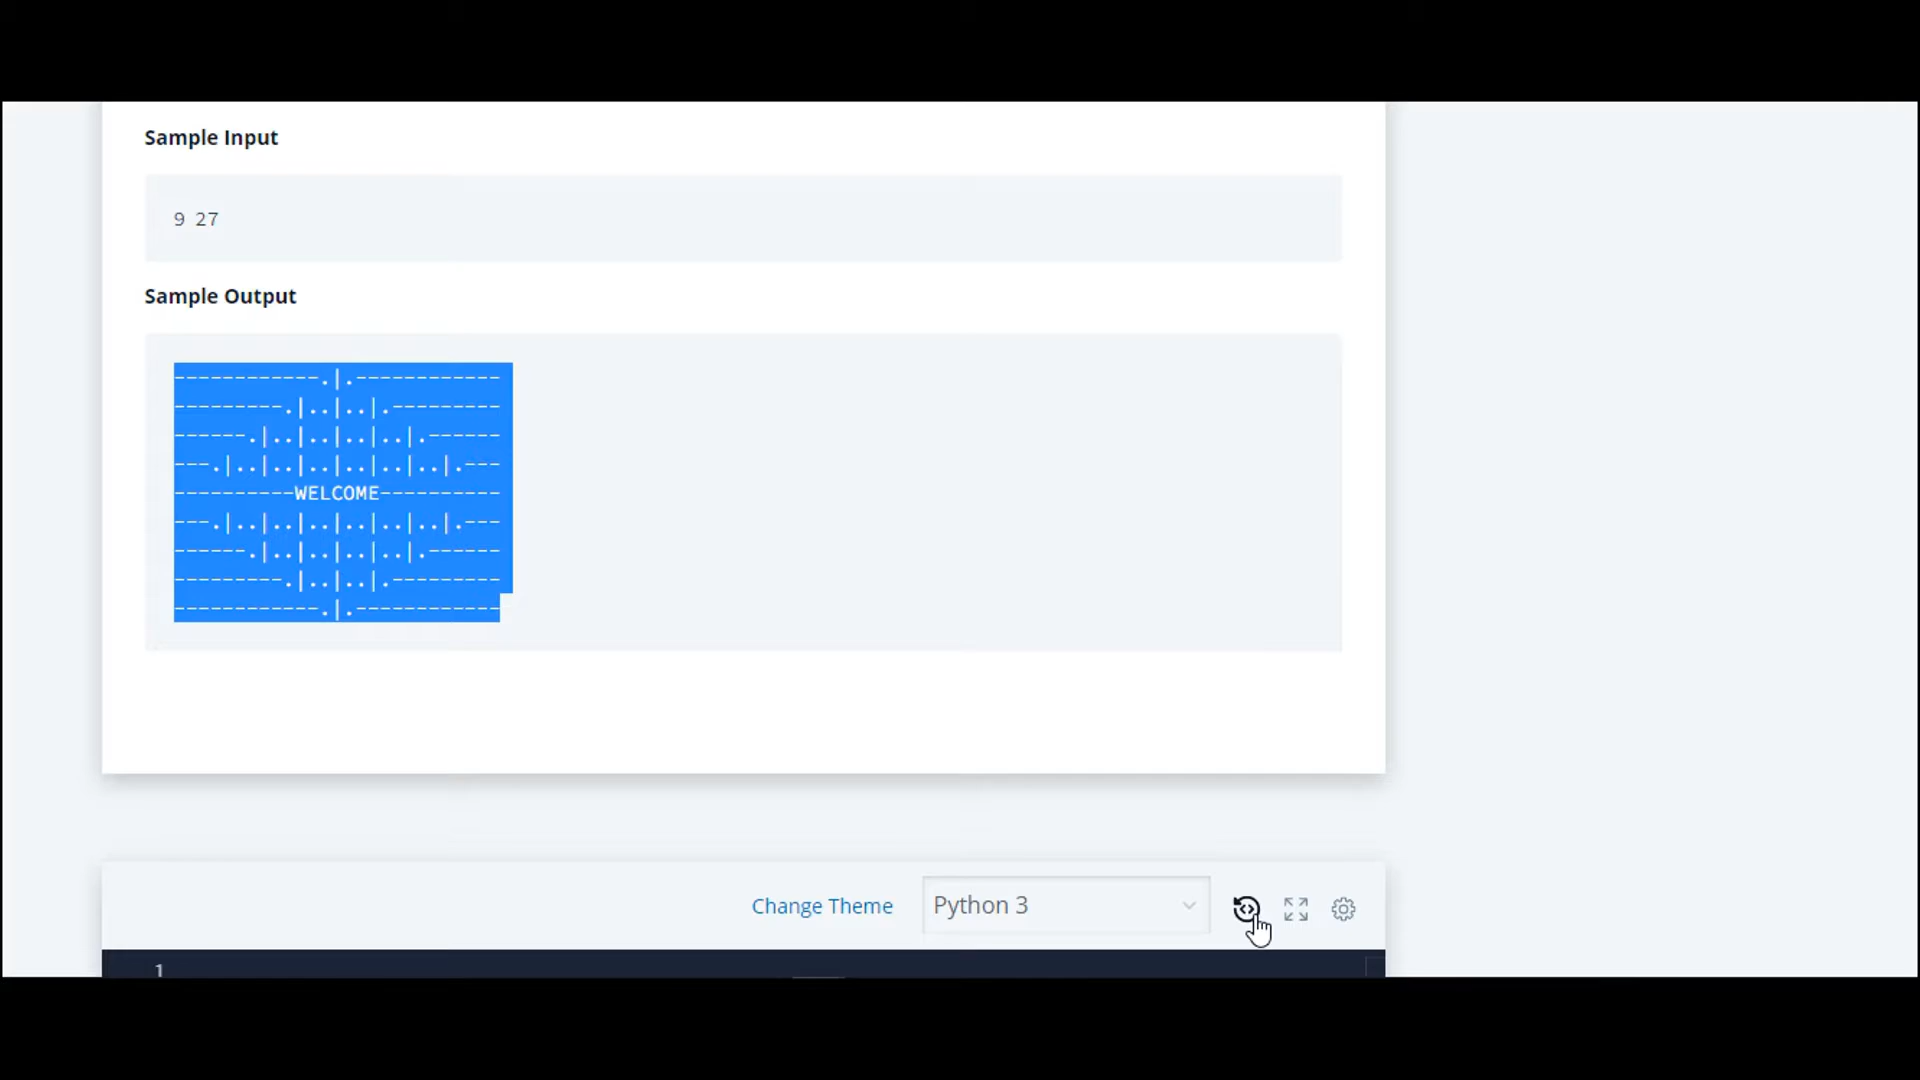 Sample Input
9 27
Sample Output
------------.|.------------
---------.|..|..|.---------
------.|..|..|..|..|.------
---.|..|..|..|..|..|..|.---
----------WELCOME----------
---.|..|..|..|..|..|..|.---
------.|..|..|..|..|.------
---------.|..|..|.---------
------------.|.------------
Change Theme
Python 3
1